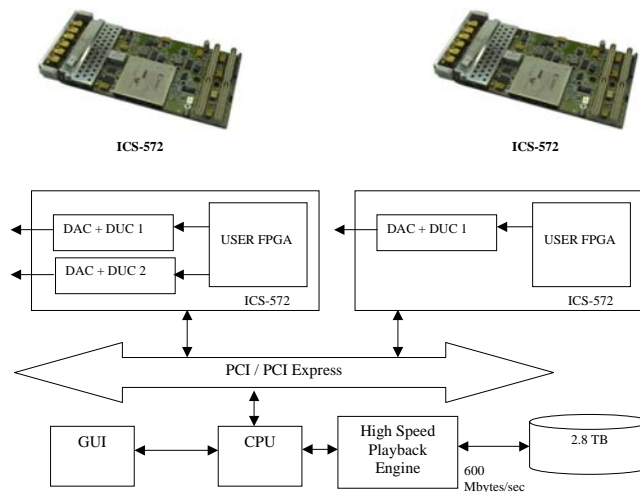 ICS-572
ICS-572
DAC + DUC 1
DAC + DUC 2
USER FPGA
ICS-572
DAC + DUC 1
USER FPGA
ICS-572
PCI / PCI Express
GUI
CPU
High Speed
Playback
Engine
600
Mbytes/sec
2.8 TB